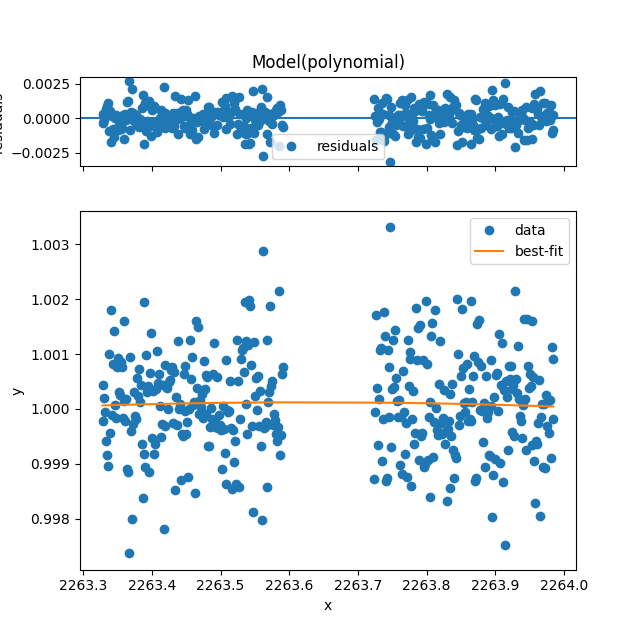 Model(polynomial)
0.0025
0.0000
−0.0025
residuals
residuals
data
best-fit
1.003
1.002
1.001
1.000
0.999
0.998
y
2263.3 2263.4 2263.5 2263.6 2263.7 2263.8 2263.9 2264.0
x